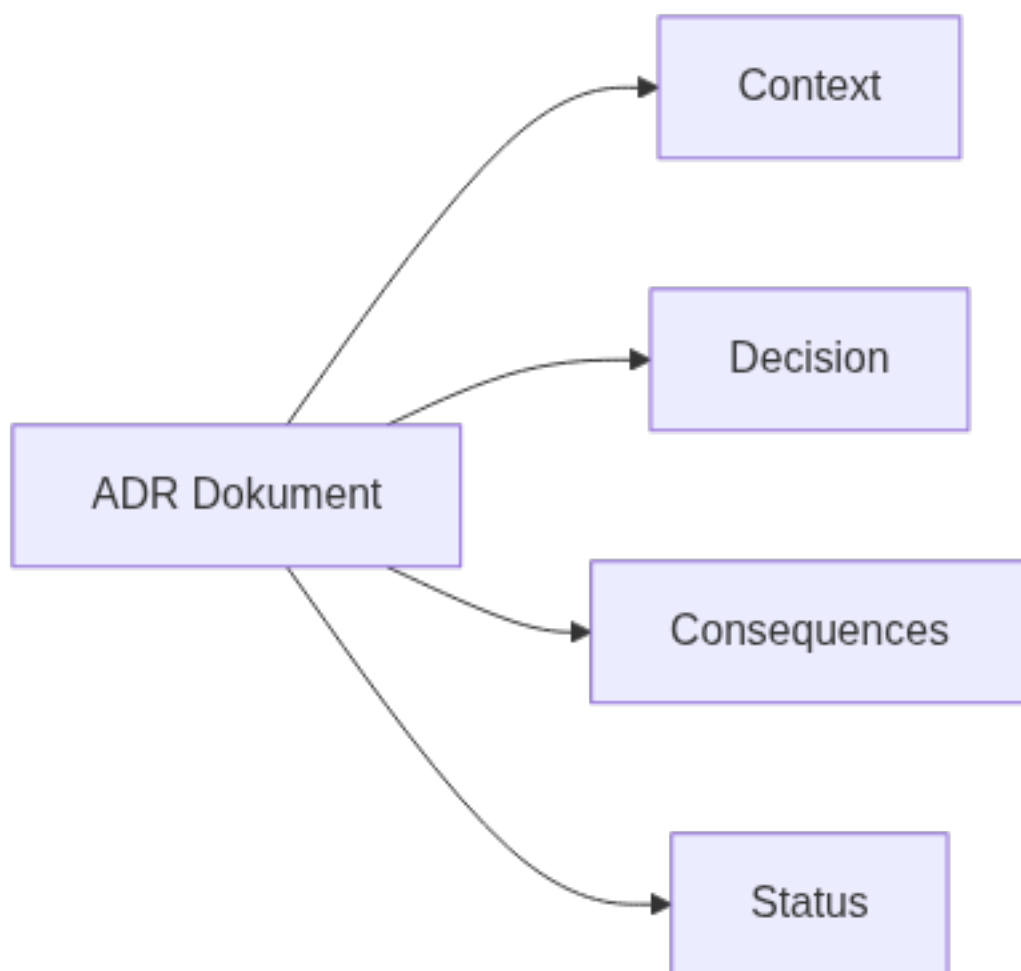 Context
Decision
ADR Dokument
Consequences
Status